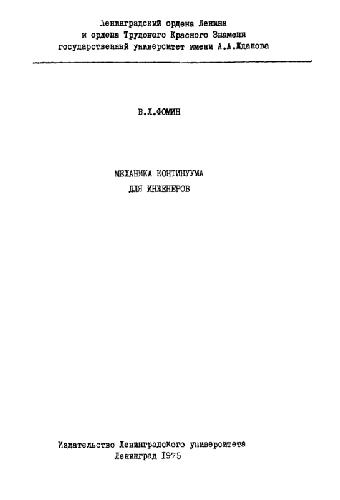 Ленинградский ордена Ленина
и ордена Трудового Красного Знамени
государственный университет имени А.А.Жданова
В.Л.ФОМИН
МЕХАНИКА КОНТИНУУМА
ДЛЯ ИНЖЕНЕРОВ
Издательство Ленинградского университета
Ленинград 1975